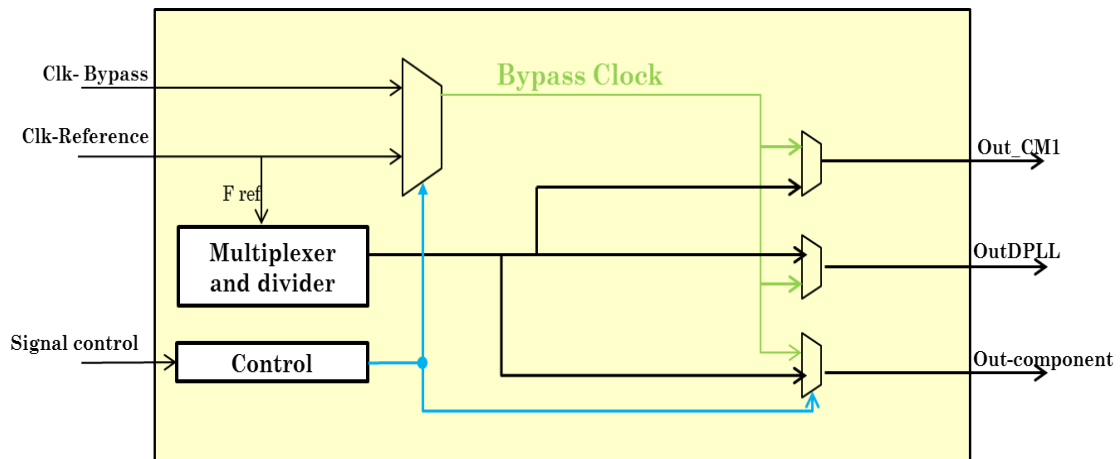 Clk- Bypass
Bypass Clock
Clk-Reference
Out_CM1
F ref
Multiplexer
and divider
OutDPLL
Signal control
Control
Out-component